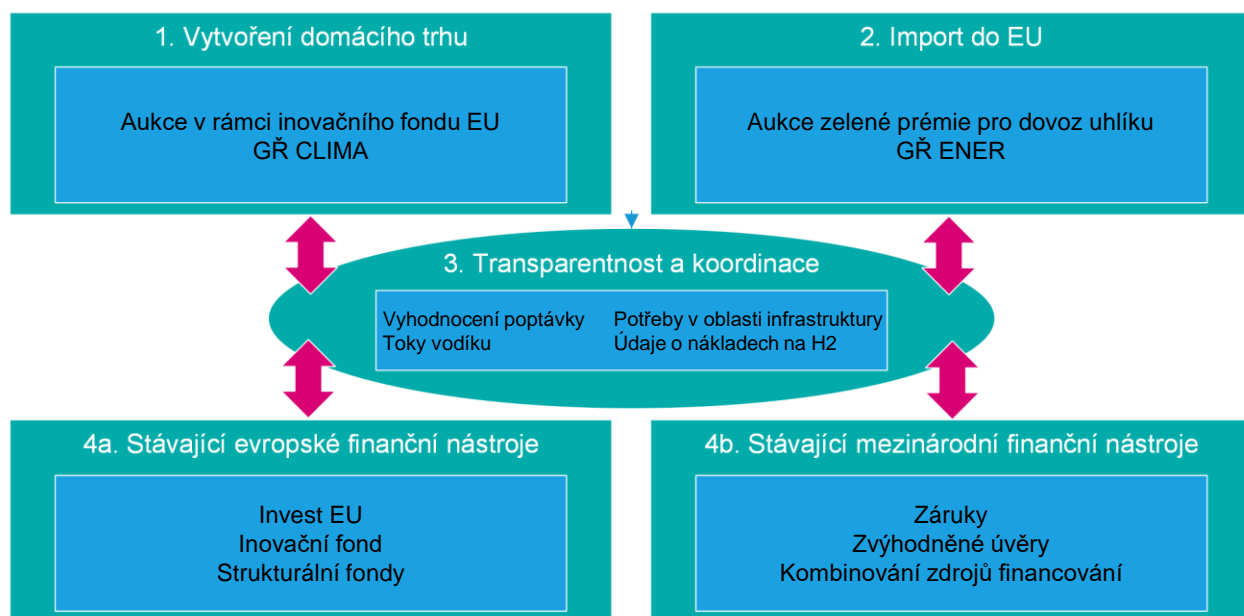 1. Vytvoření domácího trhu
Aukce v rámci inovačního fondu EU
GŘ CLIMA
2. Import do EU
Aukce zelené prémie pro dovoz uhlíku
GŘ ENER
3. Transparentnost a koordinace
Vyhodnocení poptávky
Toky vodíku
Potřeby v oblasti infrastruktury
Údaje o nákladech na H2
4a. Stávající evropské finanční nástroje
Invest EU
Inovační fond
Strukturální fondy
4b. Stávající mezinárodní finanční nástroje
Záruky
Zvýhodněné úvěry
Kombinování zdrojů financování